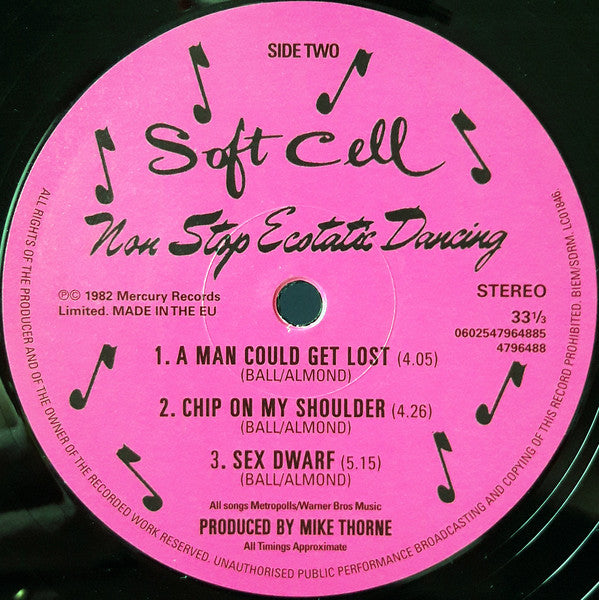 SIDE TWO
Soft Cell
Non Stop Ecstatic Dancing
℗© 1982 Mercury Records
Limited. MADE IN THE EU
STEREO
33⅓
0602547964885
4796488
1. A MAN COULD GET LOST (4.05)
(BALL/ALMOND)
2. CHIP ON MY SHOULDER (4.26)
(BALL/ALMOND)
3. SEX DWARF (5.15)
(BALL/ALMOND)
All songs Metropolls/Warner Bros Music
PRODUCED BY MIKE THORNE
All Timings Approximate
ALL RIGHTS OF THE PRODUCER AND OF THE OWNER OF THE RECORDED WORK RESERVED. UNAUTHORISED PUBLIC PERFORMANCE BROADCASTING AND COPYING OF THIS RECORD PROHIBITED. BIEM/SDRM. LC01846.